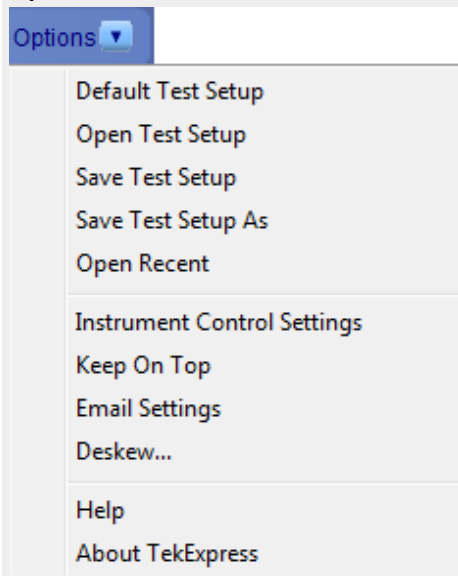 Options
Default Test Setup
Open Test Setup
Save Test Setup
Save Test Setup As
Open Recent
Instrument Control Settings
Keep On Top
Email Settings
Deskew...
Help
About TekExpress